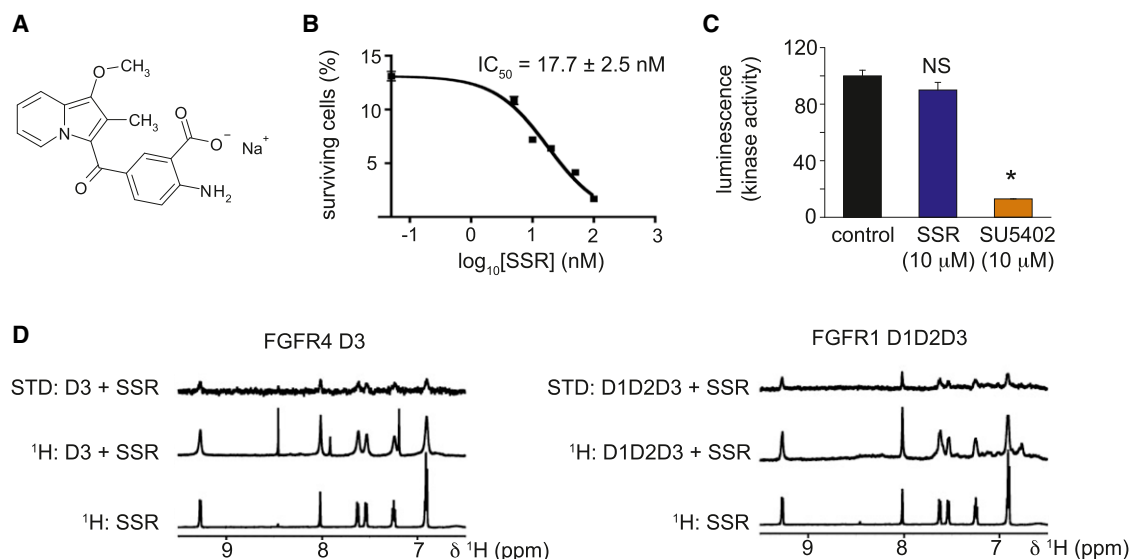 A
O
CH₃
N
CH₃
O
O⁻
Na⁺
O
NH₂
B
IC₅₀ = 17.7 ± 2.5 nM
surviving cells (%)
15
10
5
-1
0
1
2
3
log₁₀[SSR] (nM)
C
luminescence
(kinase activity)
120
80
40
0
NS
*
control
SSR
(10 µM)
SU5402
(10 µM)
D
FGFR4 D3
STD: D3 + SSR
¹H: D3 + SSR
¹H: SSR
9
8
7
δ ¹H (ppm)
FGFR1 D1D2D3
STD: D1D2D3 + SSR
¹H: D1D2D3 + SSR
¹H: SSR
9
8
7
δ ¹H (ppm)